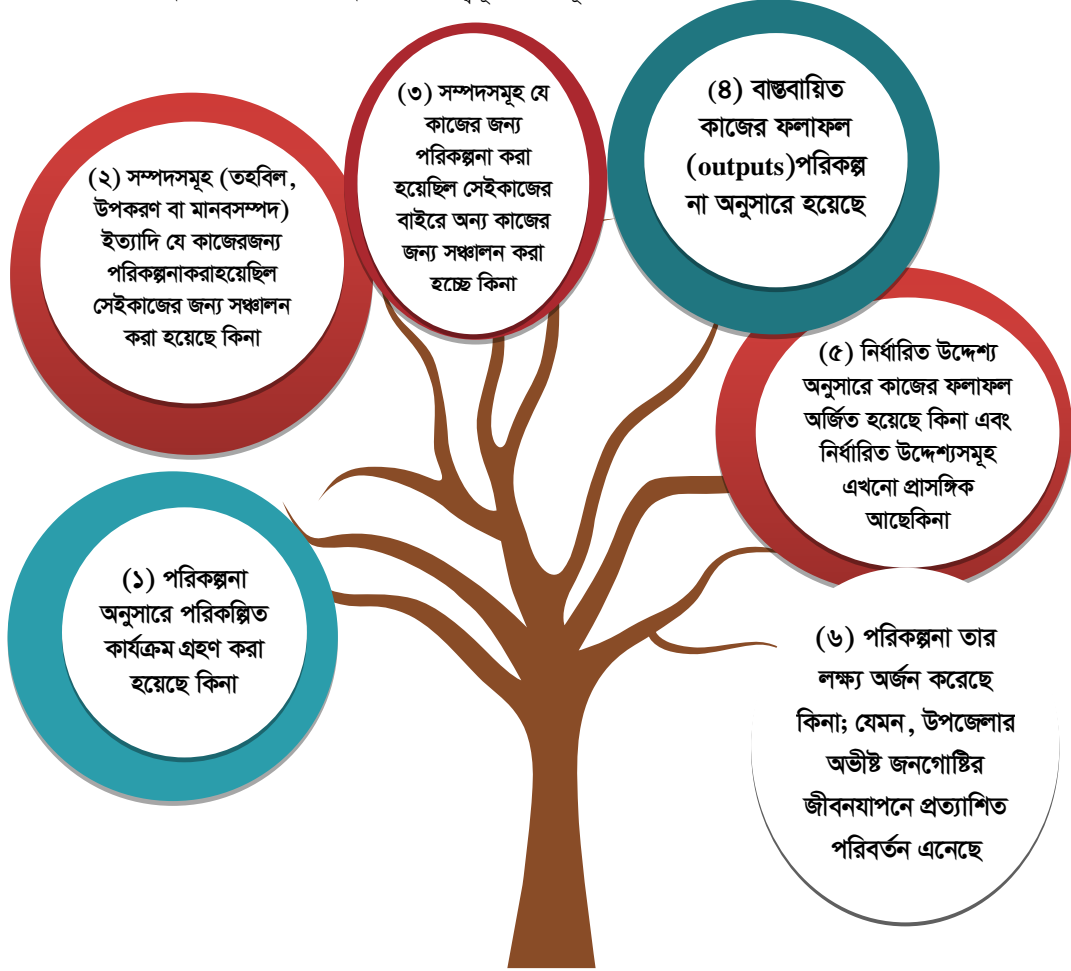 (১) পরিকল্পনা
অনুসারে পরিকল্পিত
কার্যক্রম গ্রহণ করা
হয়েছে কিনা
(২) সম্পদসমূহ (তহবিল,
উপকরণ বা মানবসম্পদ)
ইত্যাদি যে কাজেরজন্য
পরিকল্পনাকরাহয়েছিল
সেইকাজের জন্য সঞ্চালন
করা হয়েছে কিনা
(৩) সম্পদসমূহ যে
কাজের জন্য
পরিকল্পনা করা
হয়েছিল সেইকাজের
বাইরে অন্য কাজের
জন্য সঞ্চালন করা
হচ্ছে কিনা
(৪) বাস্তবায়িত
কাজের ফলাফল
(outputs)পরিকল্প
না অনুসারে হয়েছে
(৫) নির্ধারিত উদ্দেশ্য
অনুসারে কাজের ফলাফল
অর্জিত হয়েছে কিনা এবং
নির্ধারিত উদ্দেশ্যসমূহ
এখনো প্রাসঙ্গিক
আছেকিনা
(৬) পরিকল্পনা তার
লক্ষ্য অর্জন করেছে
কিনা; যেমন, উপজেলার
অভীষ্ট জনগোষ্টির
জীবনযাপনে প্রত্যাশিত
পরিবর্তন এনেছে